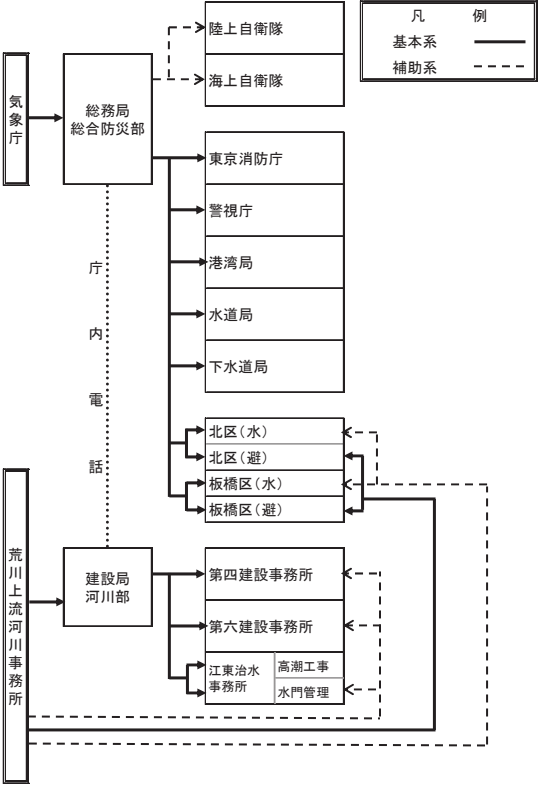 凡 例
基本系
補助系
陸上自衛隊
海上自衛隊
気象庁
総務局
総合防災部
東京消防庁
警視庁
港湾局
水道局
下水道局
庁内電話
北区(水)
北区(避)
板橋区(水)
板橋区(避)
荒川上流河川事務所
建設局
河川部
第四建設事務所
第六建設事務所
江東治水
事務所
高潮工事
水門管理